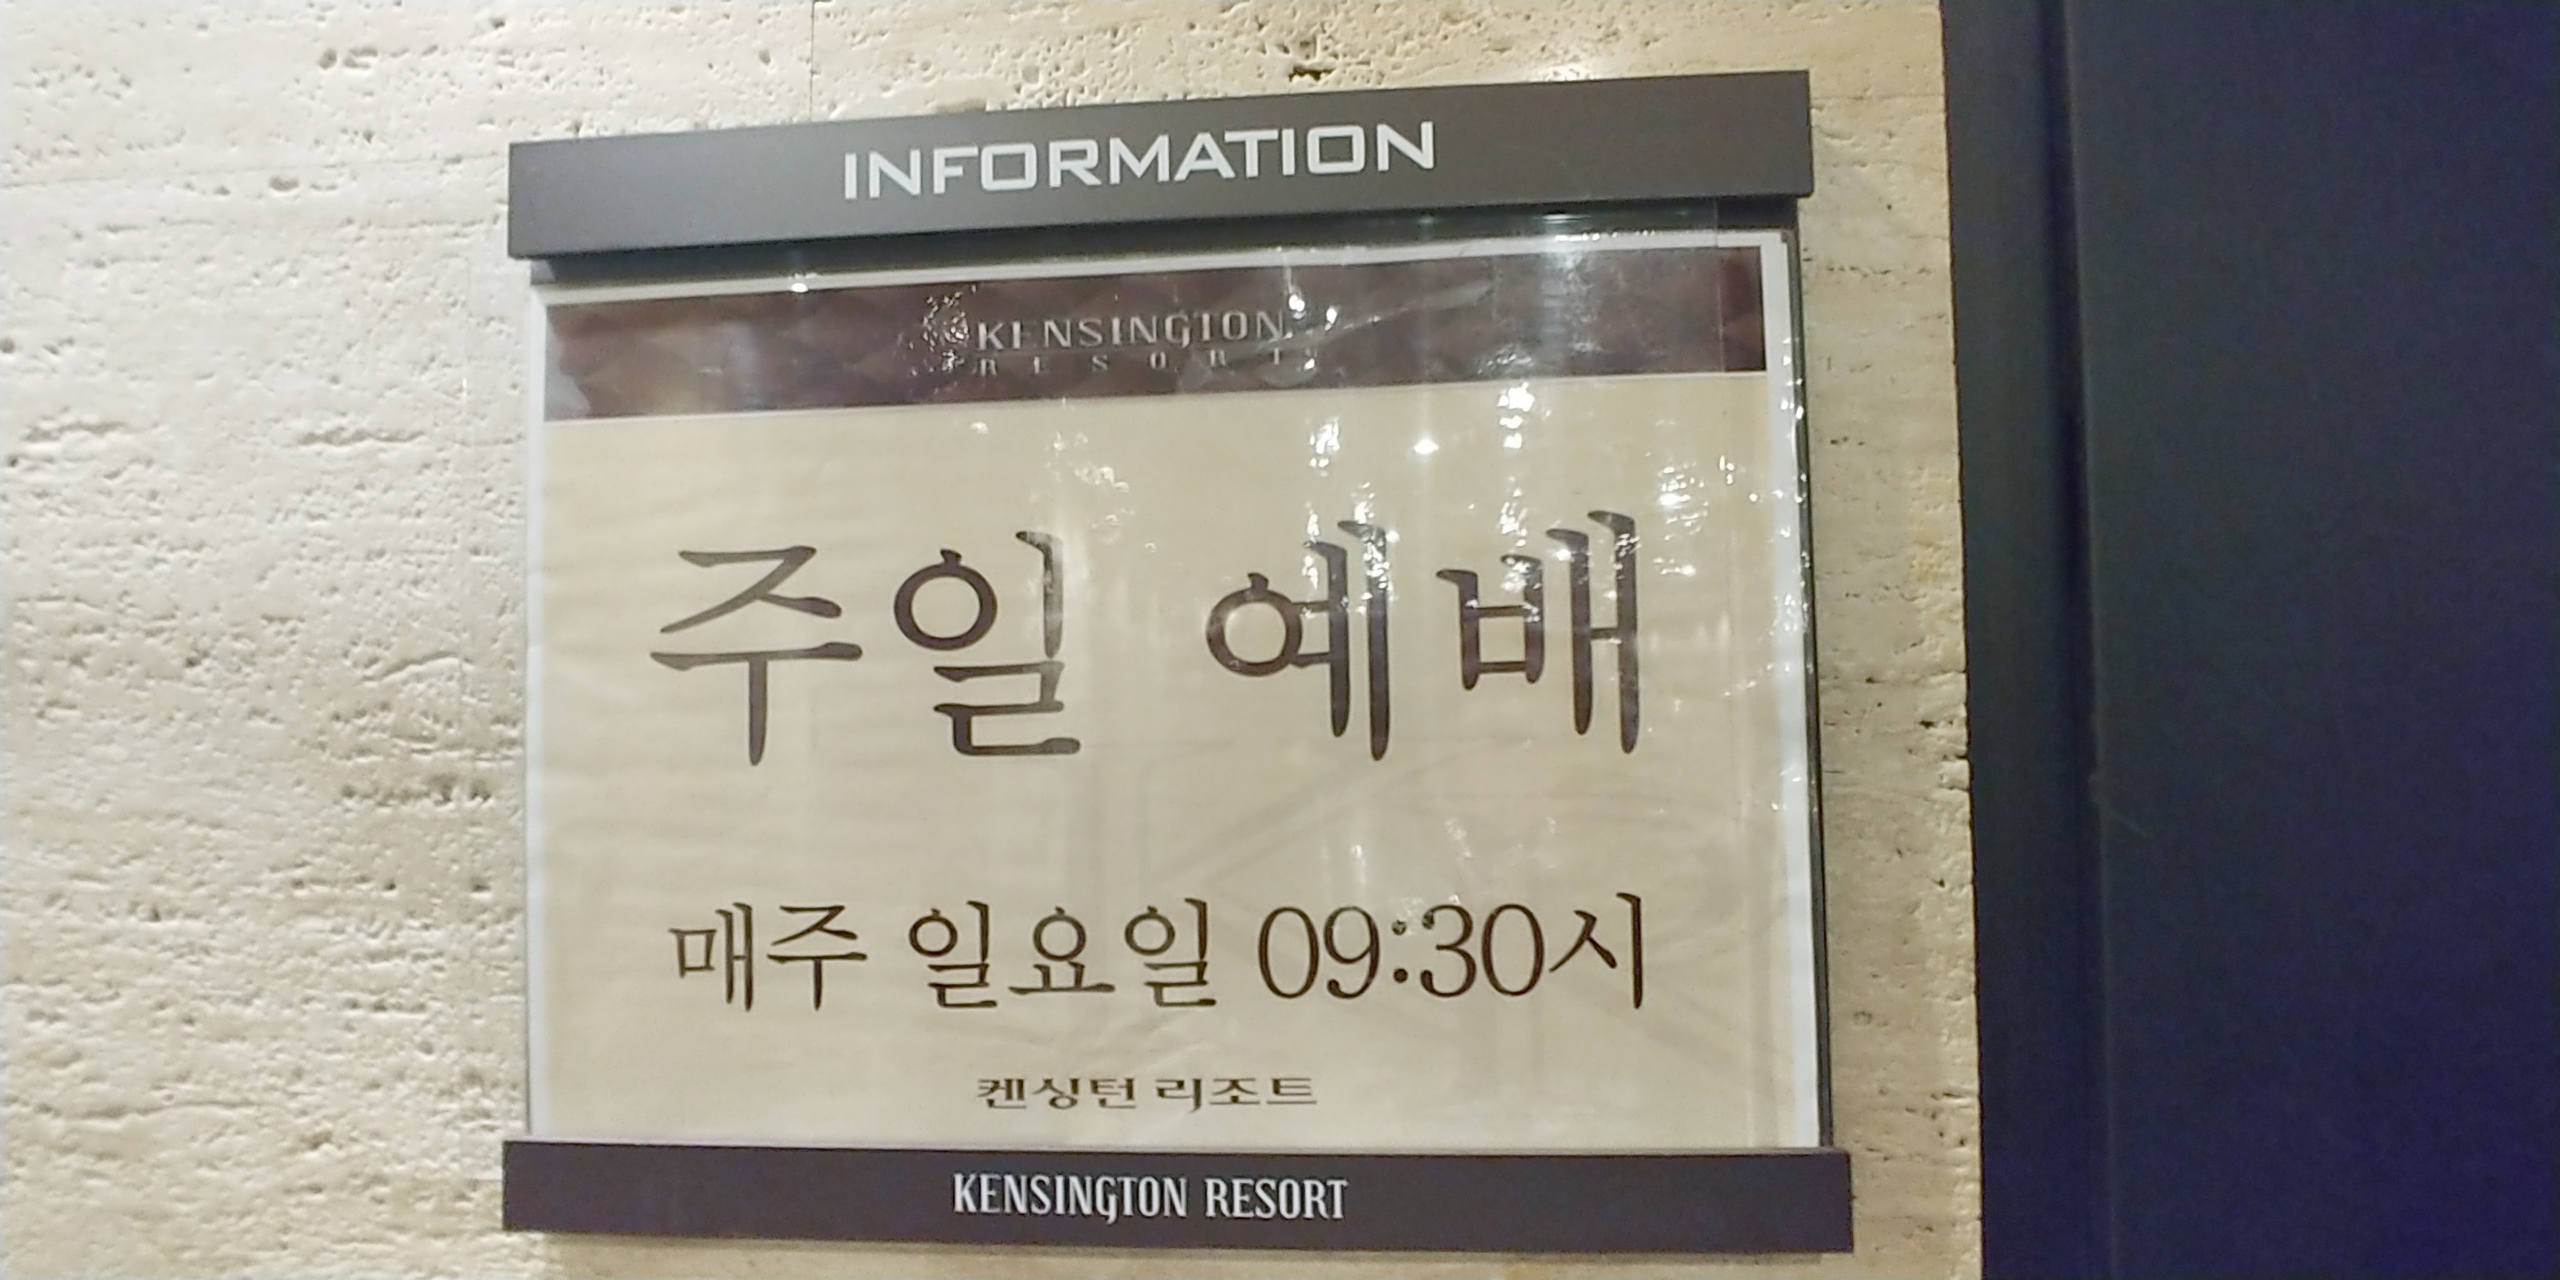 INFORMATION
KENSINGTON
RESORT
주일 예배
매주 일요일 09:30시
켄싱턴 리조트
KENSINGTON RESORT